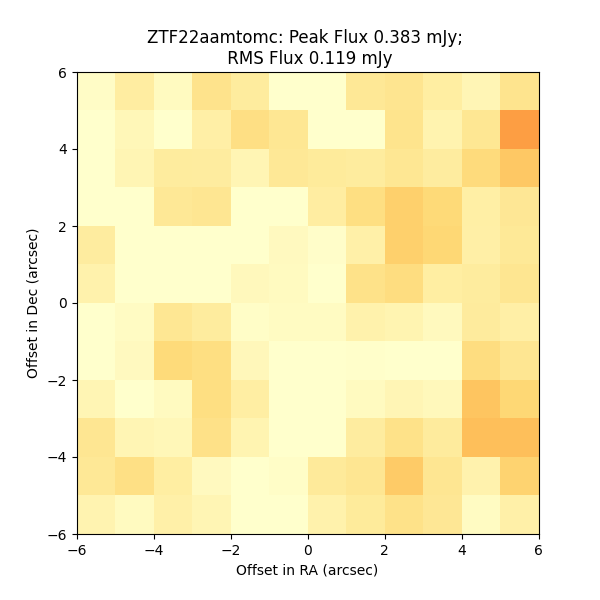 ZTF22aamtomc: Peak Flux 0.383 mJy;
RMS Flux 0.119 mJy
6
4
2
0
−2
−4
−6
Offset in Dec (arcsec)
−6 −4 −2 0 2 4 6
Offset in RA (arcsec)